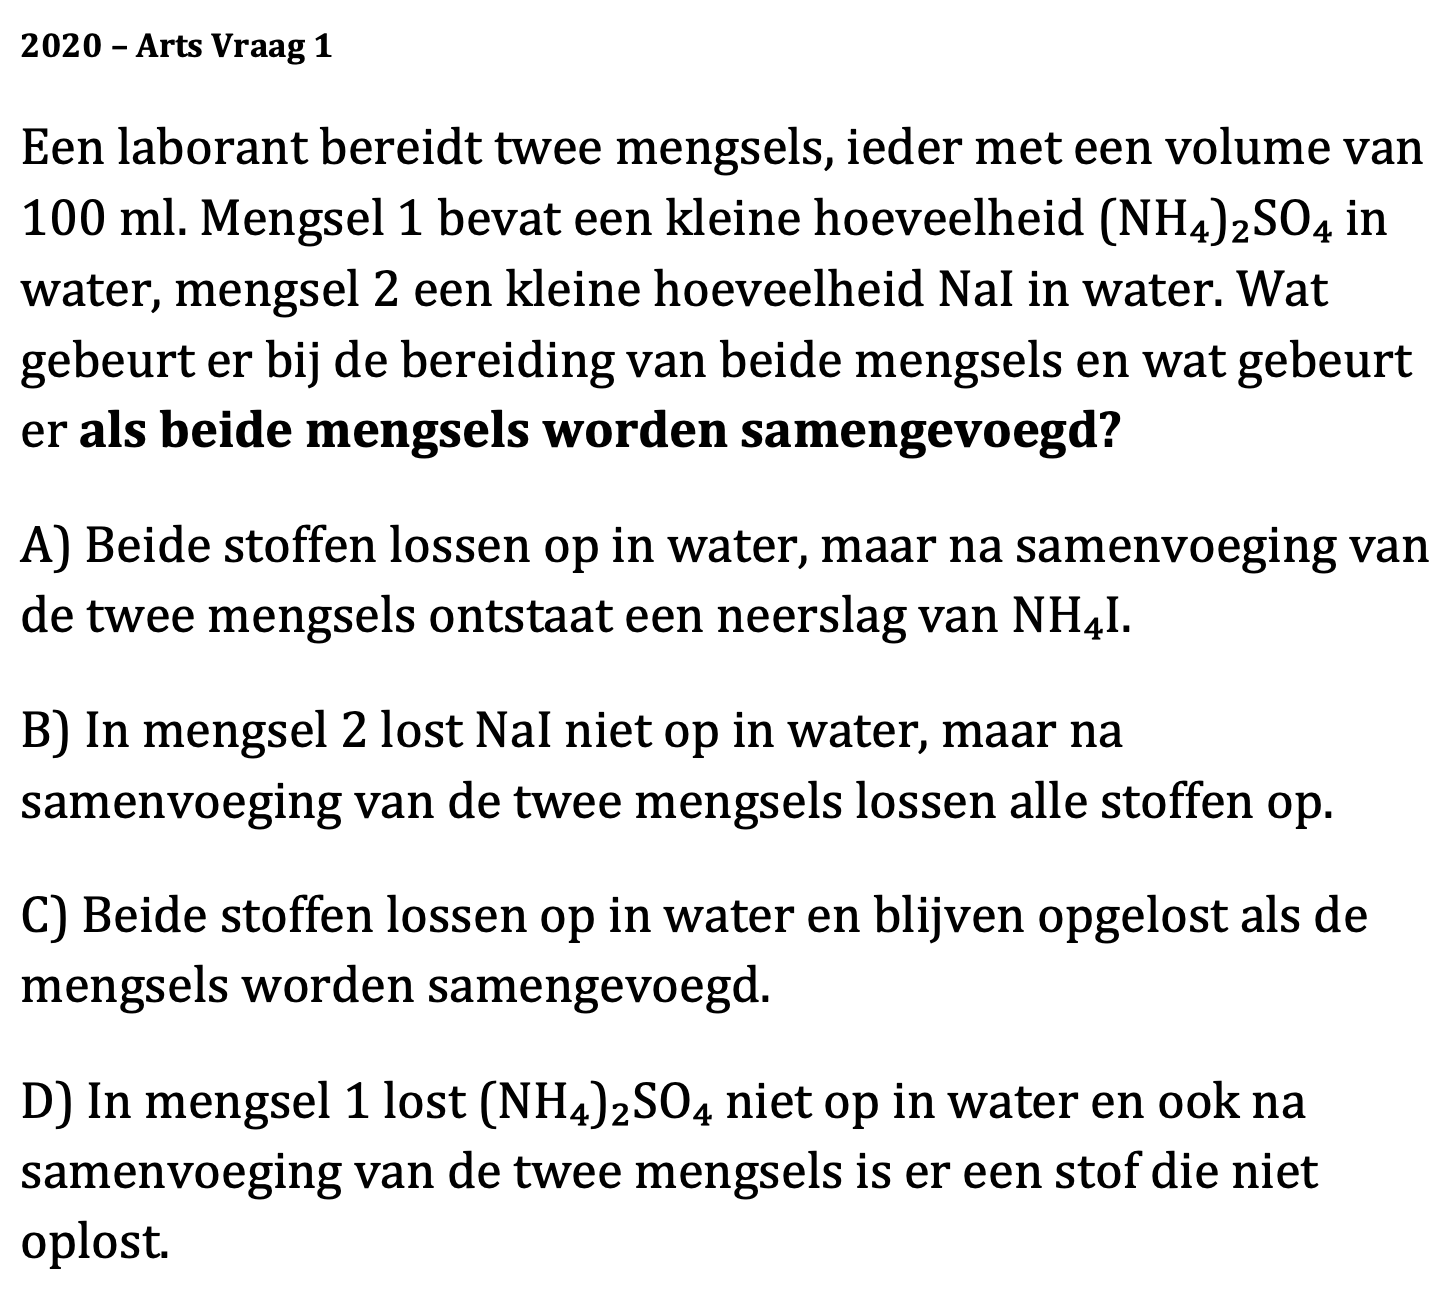 2020 – Arts Vraag 1
Een laborant bereidt twee mengsels, ieder met een volume van
100 ml. Mengsel 1 bevat een kleine hoeveelheid (NH₄)₂SO₄ in
water, mengsel 2 een kleine hoeveelheid NaI in water. Wat
gebeurt er bij de bereiding van beide mengsels en wat gebeurt
er als beide mengsels worden samengevoegd?
A) Beide stoffen lossen op in water, maar na samenvoeging van
de twee mengsels ontstaat een neerslag van NH₄I.
B) In mengsel 2 lost NaI niet op in water, maar na
samenvoeging van de twee mengsels lossen alle stoffen op.
C) Beide stoffen lossen op in water en blijven opgelost als de
mengsels worden samengevoegd.
D) In mengsel 1 lost (NH₄)₂SO₄ niet op in water en ook na
samenvoeging van de twee mengsels is er een stof die niet
oplost.